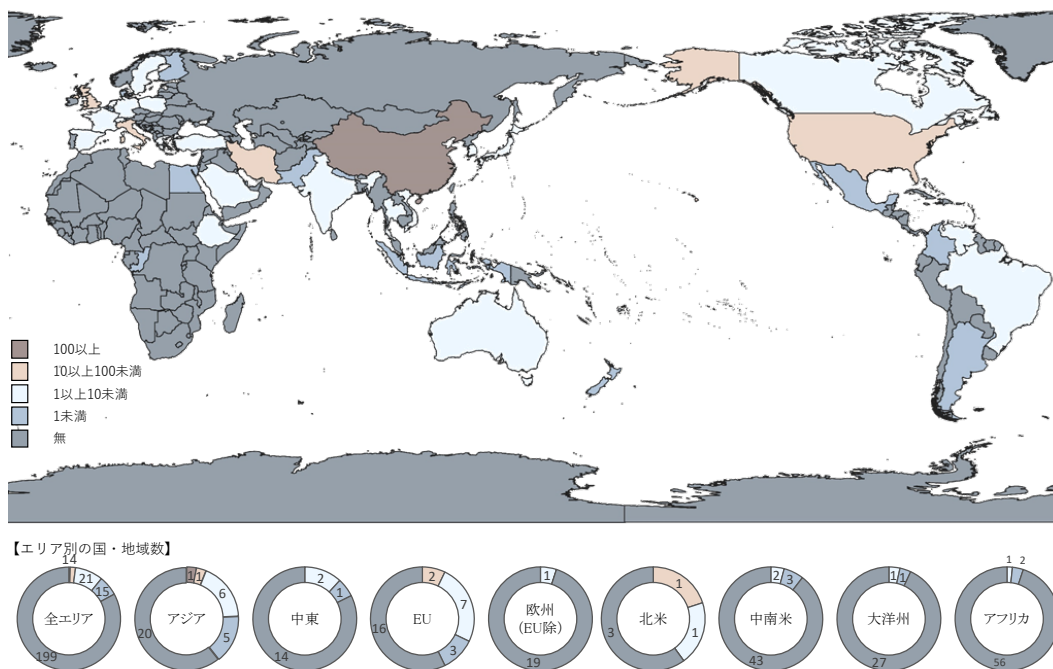 100以上
10以上100未満
1以上10未満
1未満
無
【エリア別の国・地域数】
1 4 21 15 199 全エリア
1 1 6 5 20 アジア
2 1 14 中東
2 7 3 16 EU
1 19 欧州
(EU除)
1 1 3 北米
2 3 43 中南米
1 1 27 大洋州
1 2 56 アフリカ